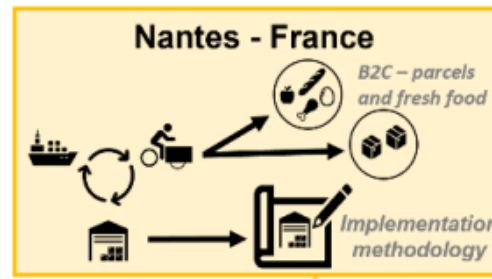 Nantes - France
B2C – parcels
and fresh food
Implementation
methodology